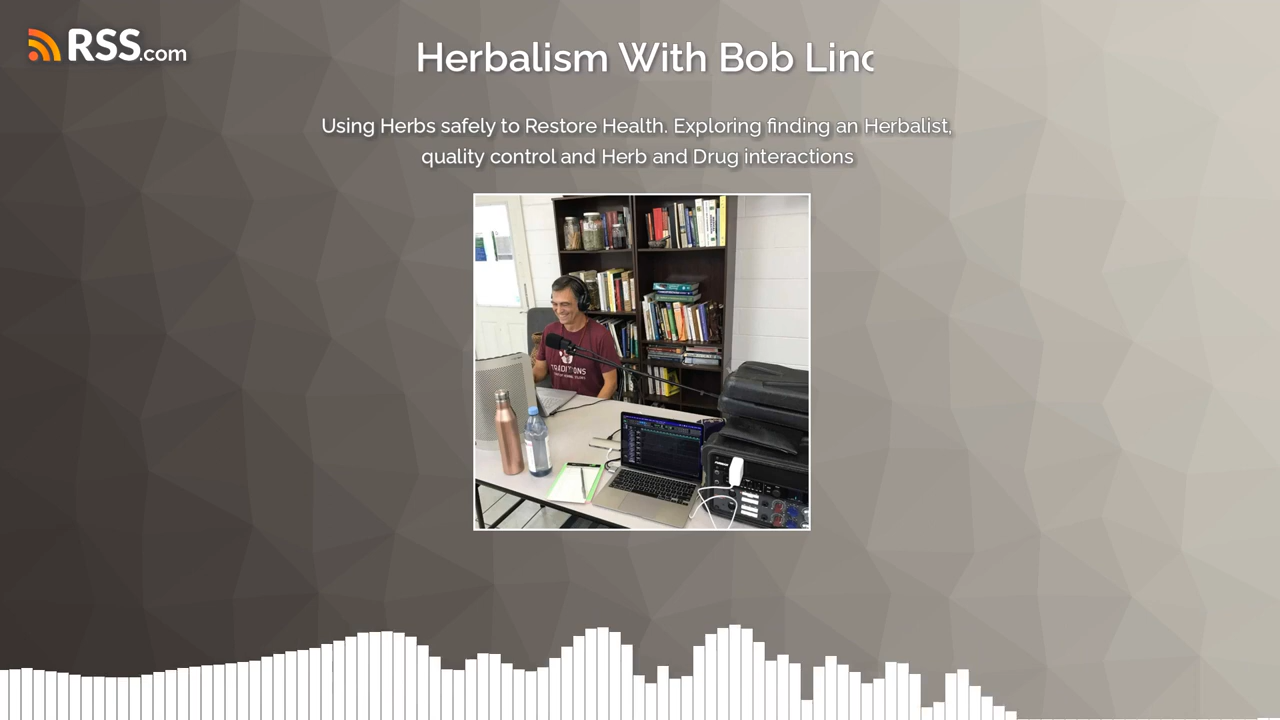 RSS.com
Herbalism With Bob Linc
Using Herbs safely to Restore Health. Exploring finding an Herbalist,
quality control and Herb and Drug interactions
TRADITIONS